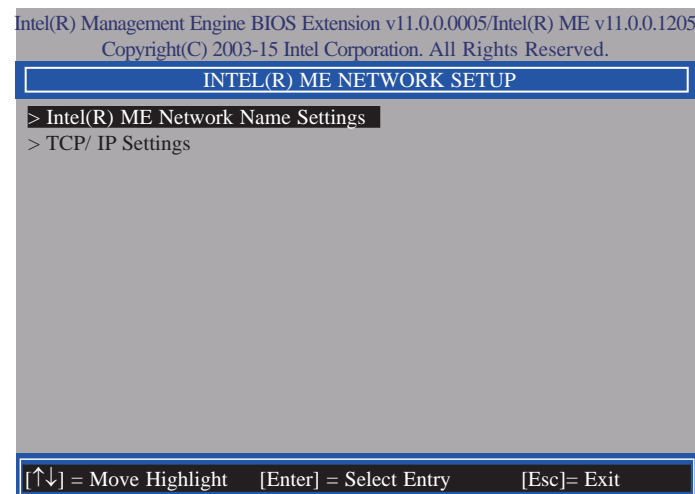 Intel(R) Management Engine BIOS Extension v11.0.0.0005/Intel(R) ME v11.0.0.1205
Copyright(C) 2003-15 Intel Corporation. All Rights Reserved.
INTEL(R) ME NETWORK SETUP
> Intel(R) ME Network Name Settings
> TCP/ IP Settings
[↑↓] = Move Highlight [Enter] = Select Entry [Esc]= Exit